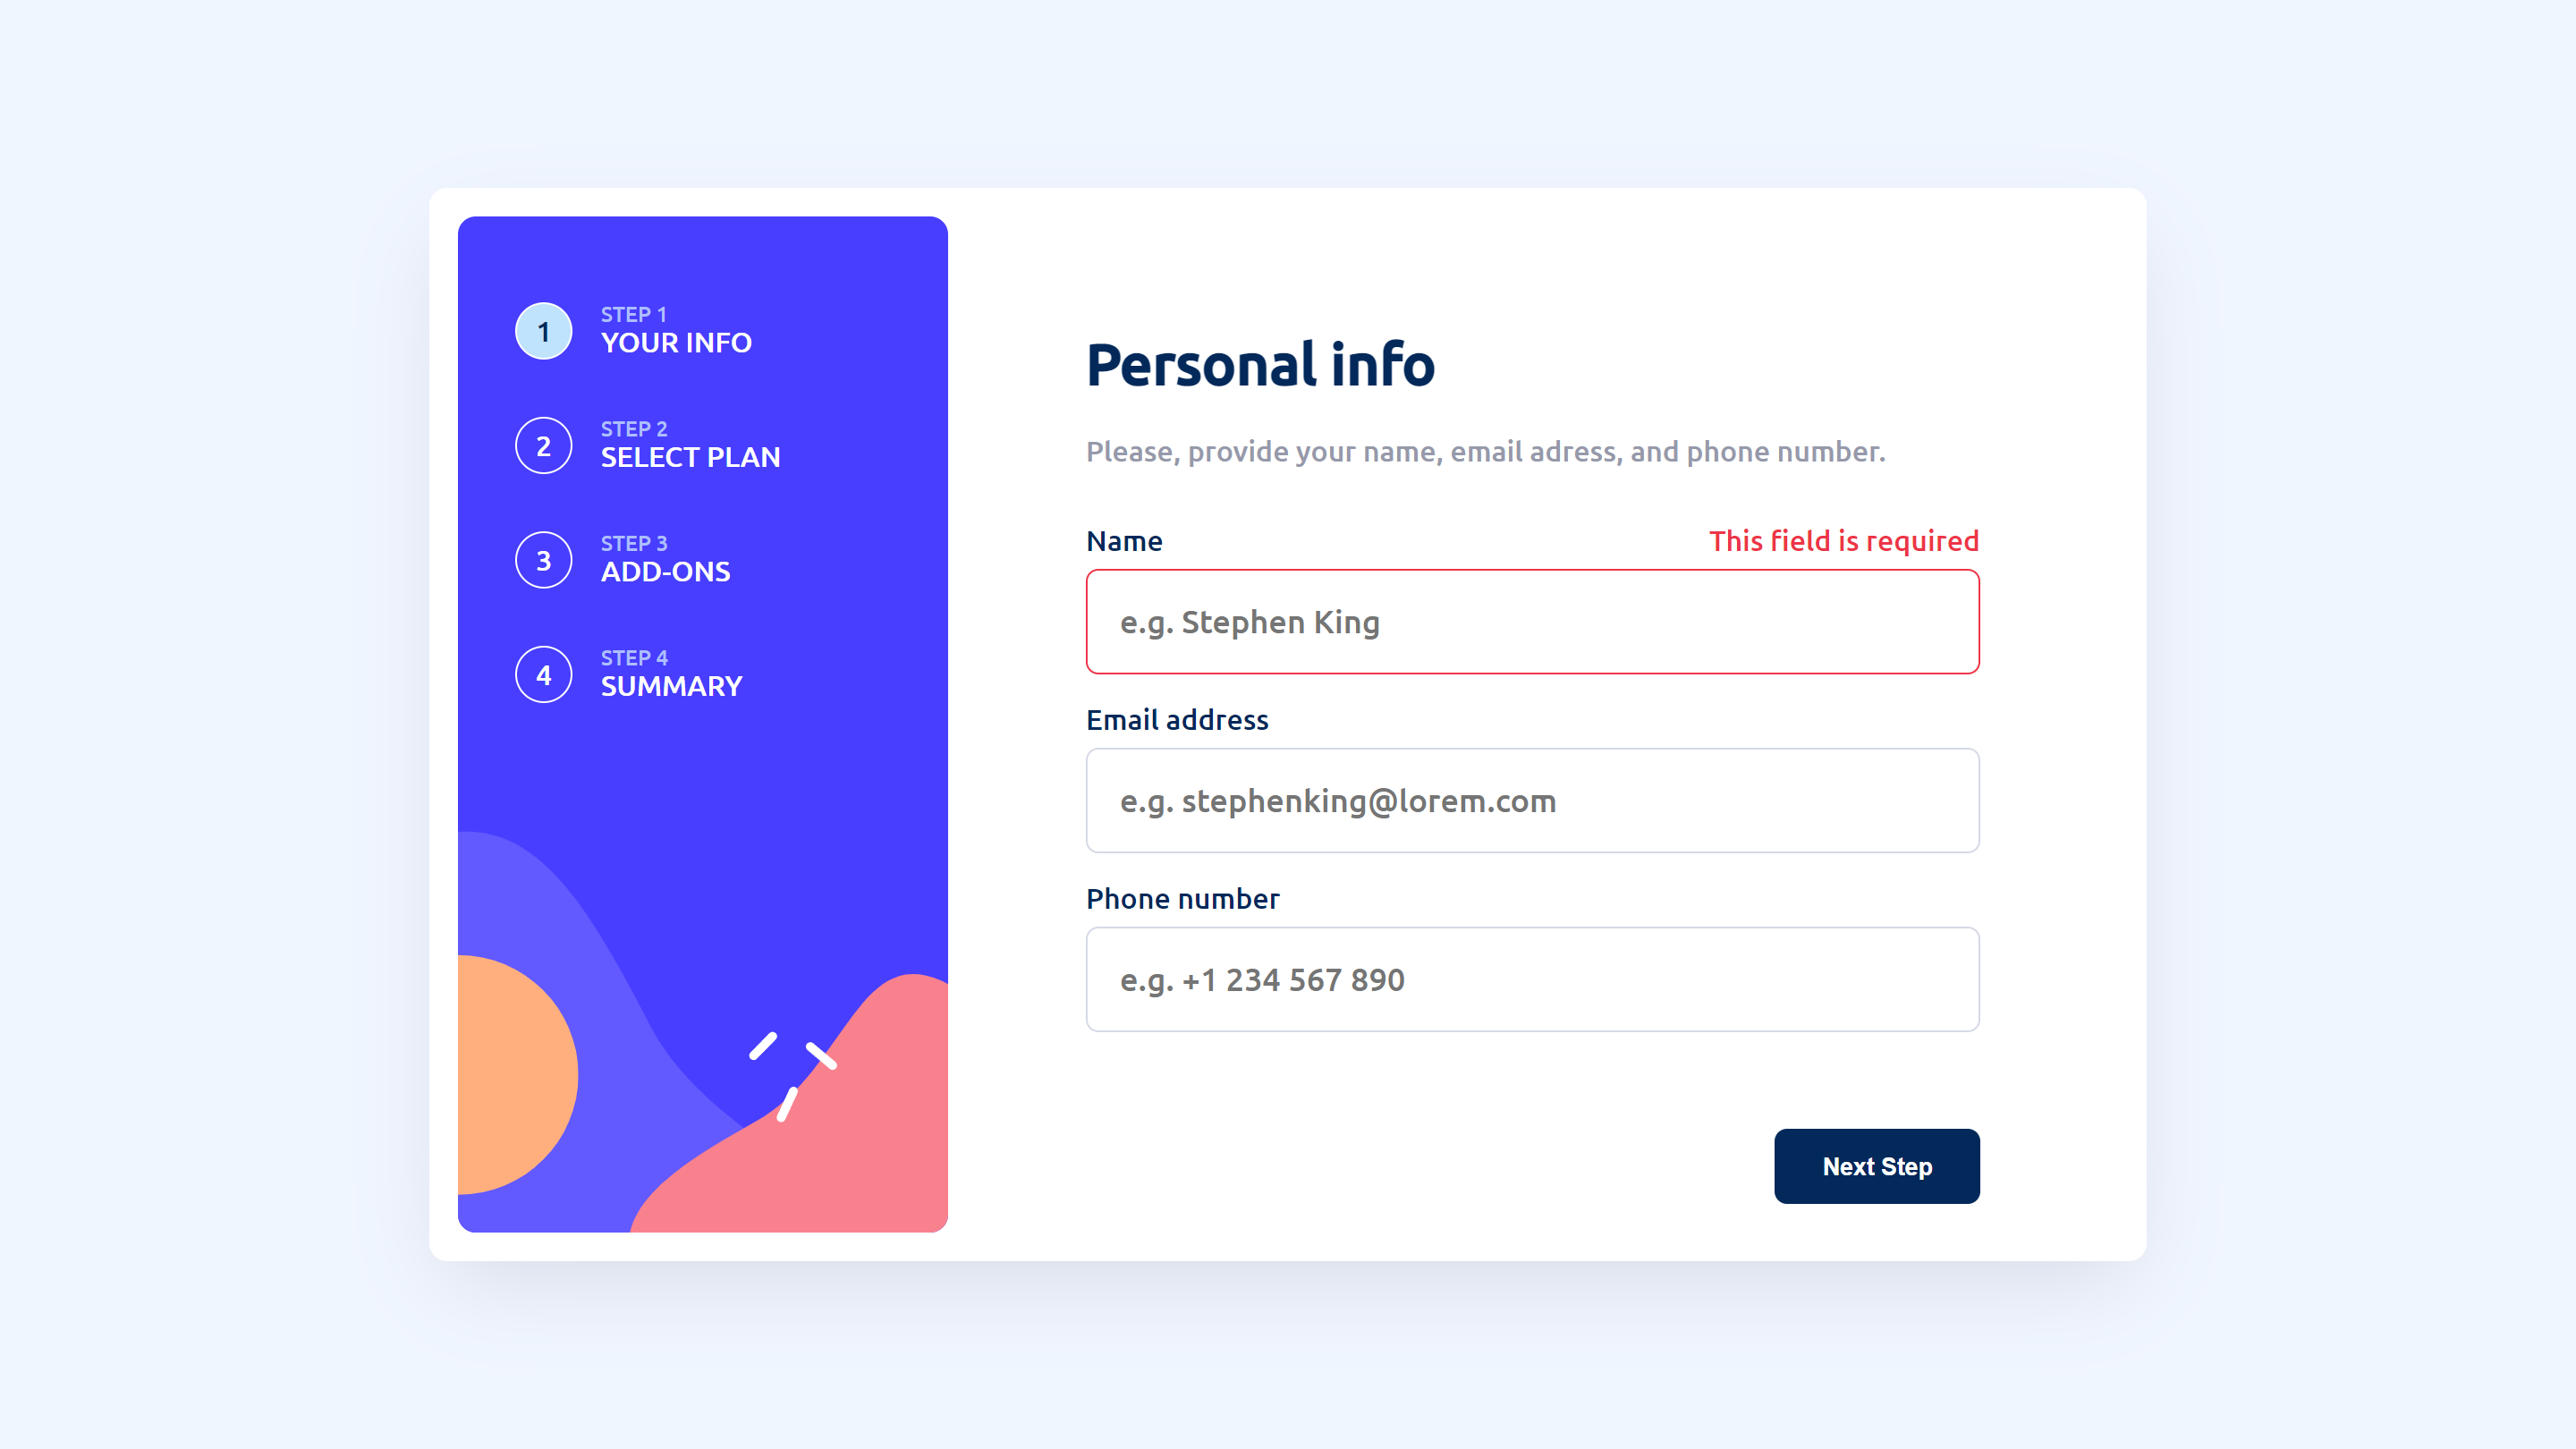 1
STEP 1
YOUR INFO
2
STEP 2
SELECT PLAN
3
STEP 3
ADD-ONS
4
STEP 4
SUMMARY
Personal info
Please, provide your name, email adress, and phone number.
Name
This field is required
e.g. Stephen King
Email address
e.g. stephenking@lorem.com
Phone number
e.g. +1 234 567 890
Next Step